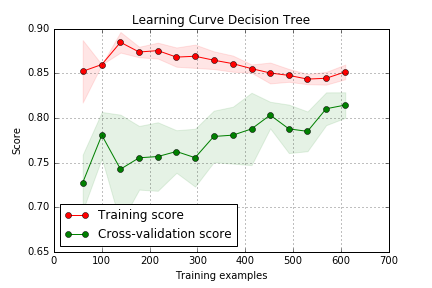 Learning Curve Decision Tree
0.90
0.85
0.80
0.75
0.70
0.65
Score
Training score
Cross-validation score
0 100 200 300 400 500 600 700
Training examples